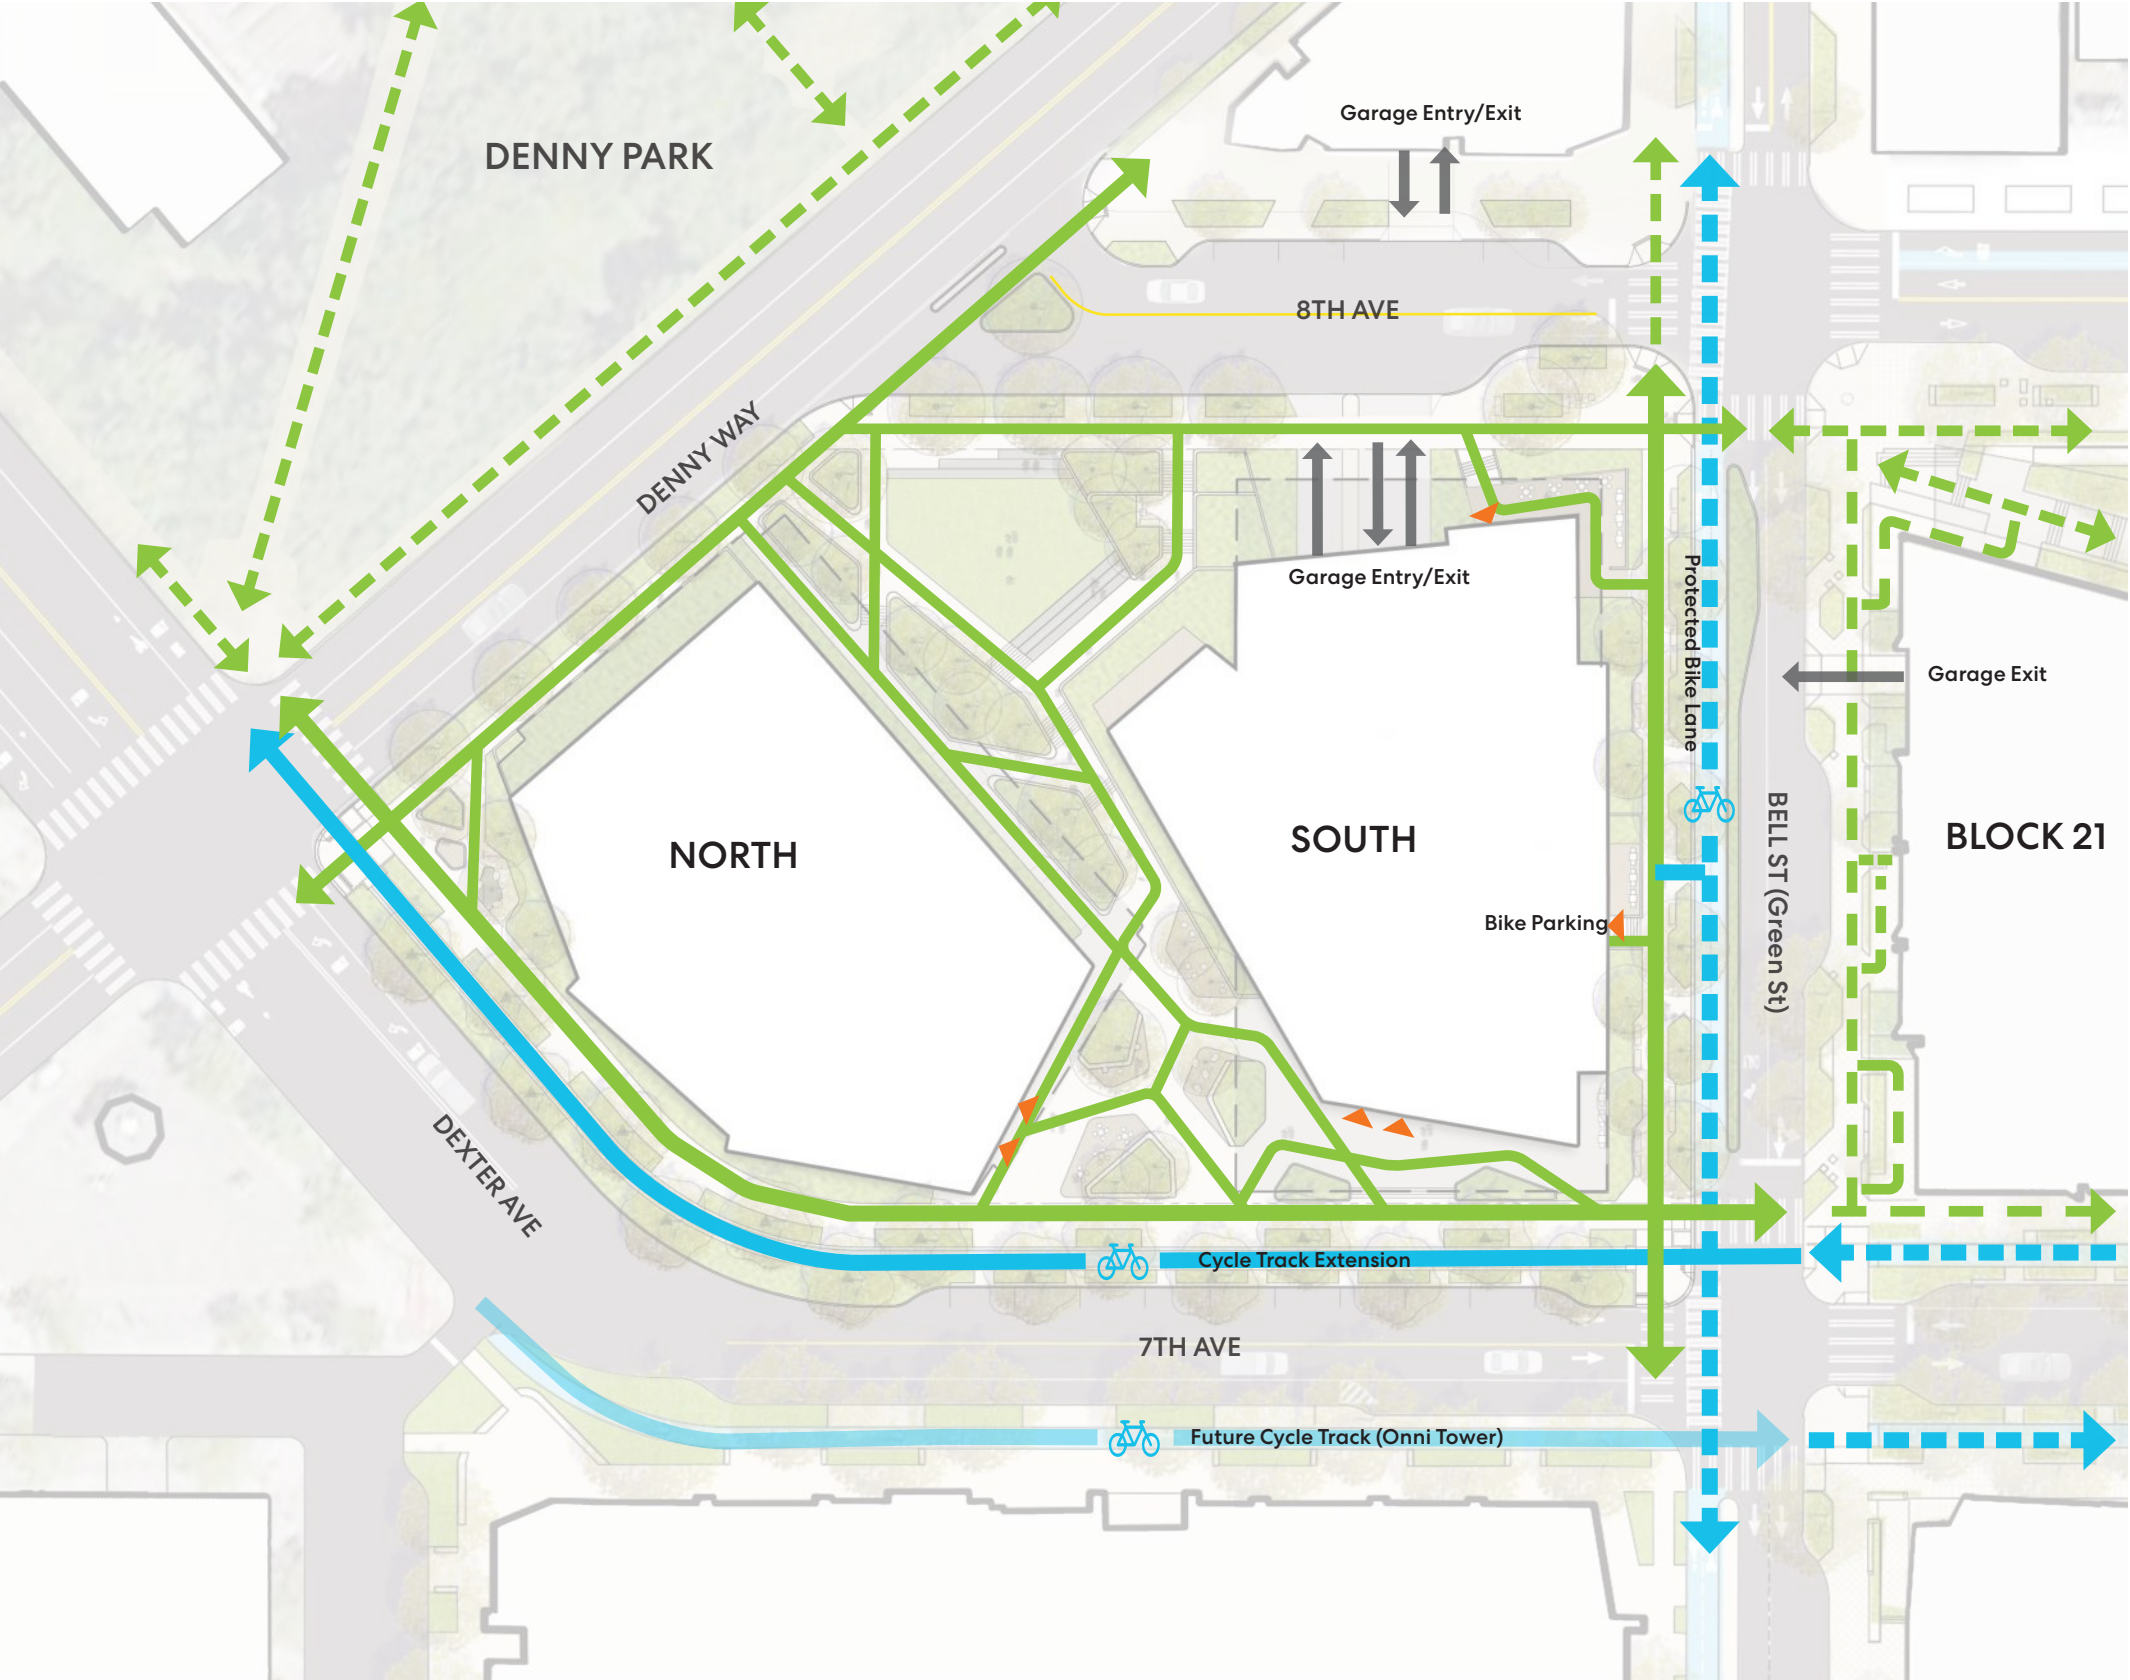 Garage Entry/Exit
DENNY PARK
8TH AVE
DENNY WAY
Garage Entry/Exit
Protected Bike Lane
Garage Exit
BELL ST (Green St)
NORTH
SOUTH
BLOCK 21
Bike Parking
DEXTER AVE
Cycle Track Extension
7TH AVE
Future Cycle Track (Onni Tower)